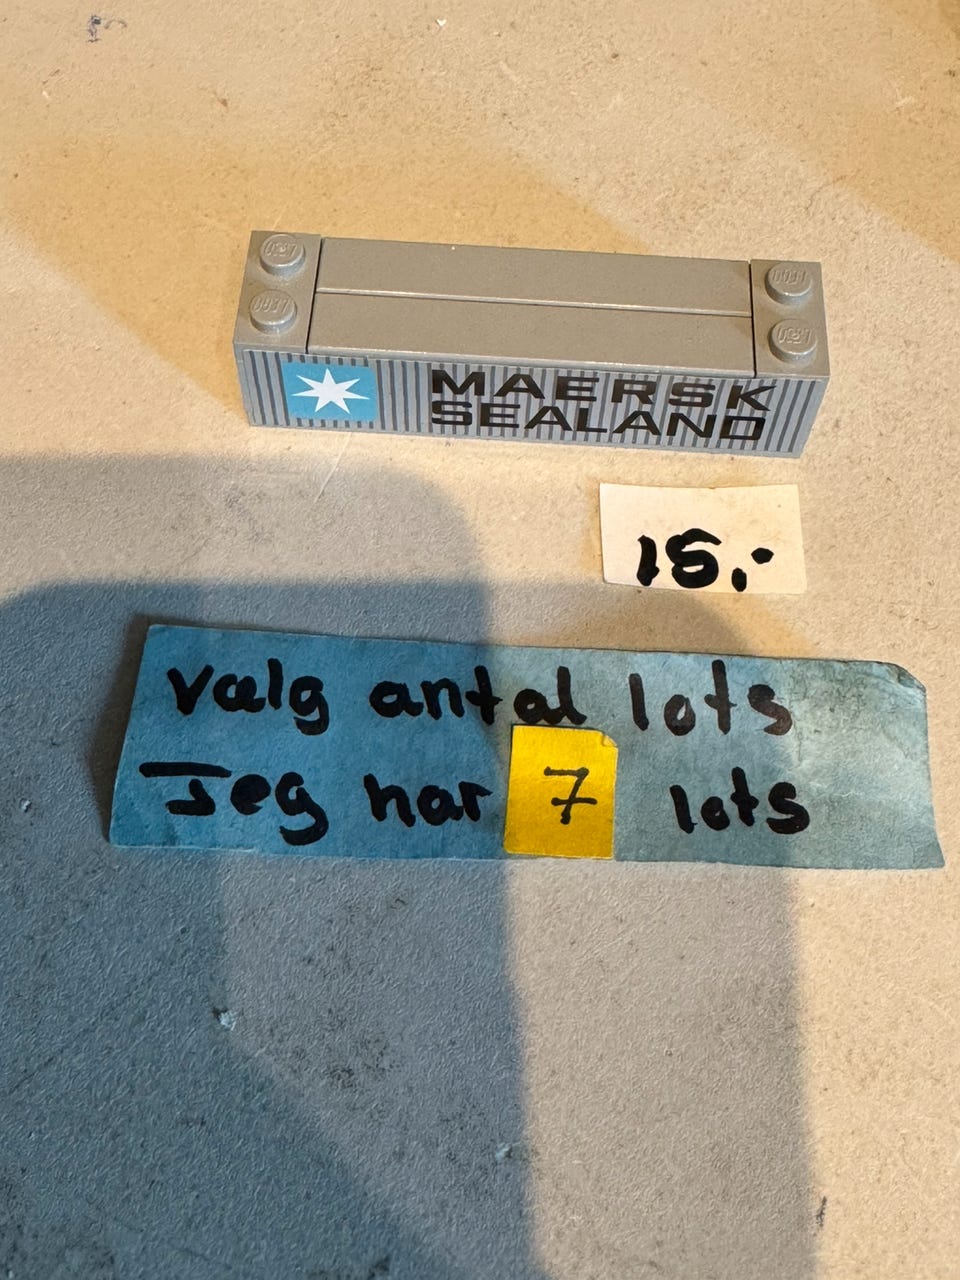 MAERSK
SEALAND
15,-
Vælg antal lots
Jeg har 7 lots